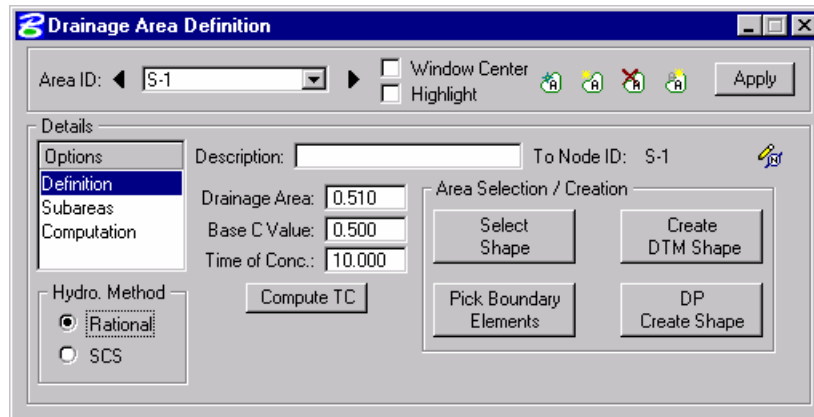 Drainage Area Definition
Area ID: S-1
Window Center
Highlight
Apply
Details
Options
Definition
Subareas
Computation
Description:
To Node ID: S-1
Drainage Area: 0.510
Base C Value: 0.500
Time of Conc.: 10.000
Compute TC
Area Selection / Creation
Select
Shape
Create
DTM Shape
Pick Boundary
Elements
DP
Create Shape
Hydro. Method
Rational
SCS